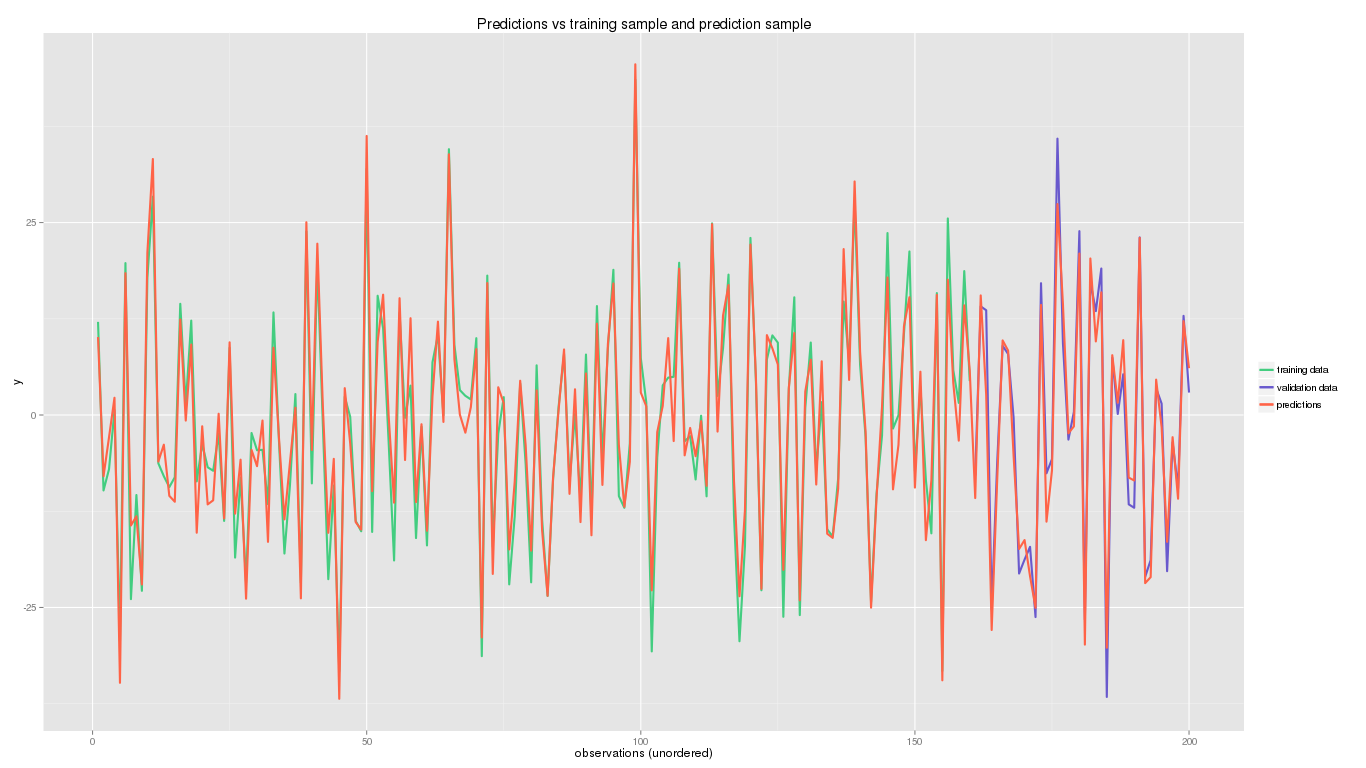 Predictions vs training sample and prediction sample
y
25
0
-25
0
50
100
150
200
observations (unordered)
training data
validation data
predictions